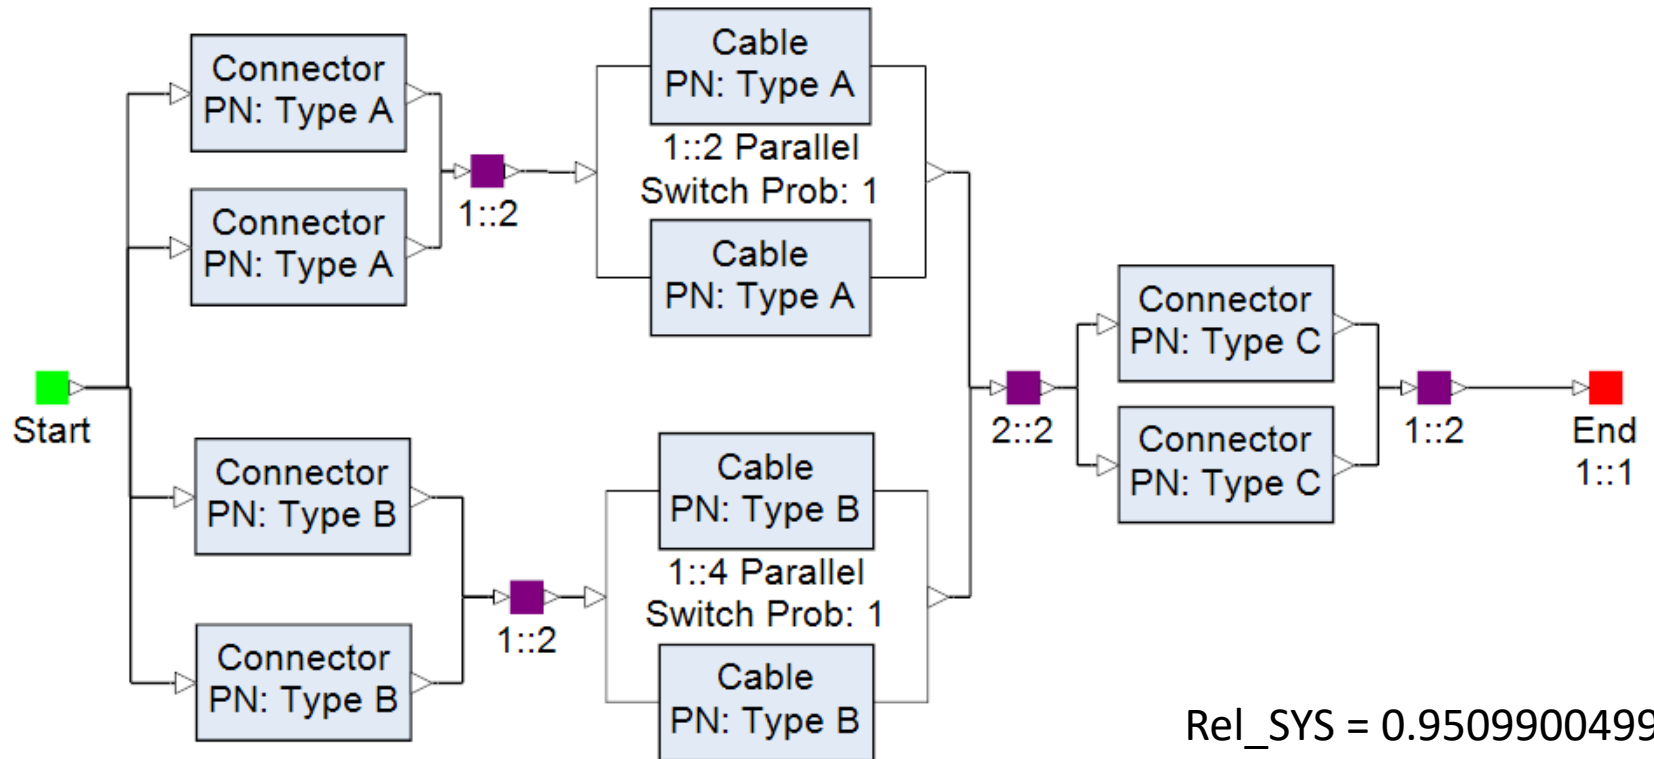 Connector
PN: Type A
Connector
PN: Type A
1::2
Cable
PN: Type A
1::2 Parallel
Switch Prob: 1
Cable
PN: Type A
Start
Connector
PN: Type B
Connector
PN: Type B
1::2
Cable
PN: Type B
1::4 Parallel
Switch Prob: 1
Cable
PN: Type B
2::2
Connector
PN: Type C
Connector
PN: Type C
1::2
End
1::1
Rel_SYS = 0.9509900499